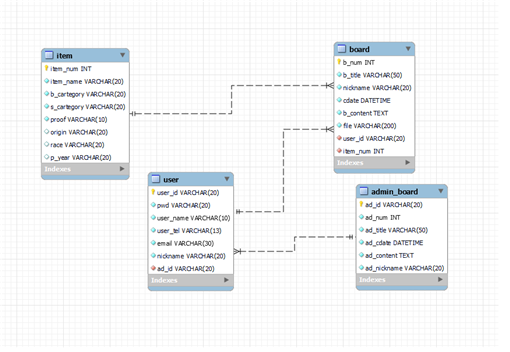 item
item_num INT
item_name VARCHAR(20)
b_cartegory VARCHAR(20)
s_cartegory VARCHAR(20)
proof VARCHAR(10)
origin VARCHAR(20)
race VARCHAR(20)
p_year VARCHAR(20)
Indexes
board
b_num INT
b_title VARCHAR(50)
nickname VARCHAR(20)
cdate DATETIME
b_content TEXT
file VARCHAR(200)
user_id VARCHAR(20)
item_num INT
Indexes
user
user_id VARCHAR(20)
pwd VARCHAR(20)
user_name VARCHAR(10)
user_tel VARCHAR(13)
email VARCHAR(30)
nickname VARCHAR(20)
ad_id VARCHAR(20)
Indexes
admin_board
ad_id VARCHAR(20)
ad_num INT
ad_title VARCHAR(50)
ad_cdate DATETIME
ad_content TEXT
ad_nickname VARCHAR(20)
Indexes